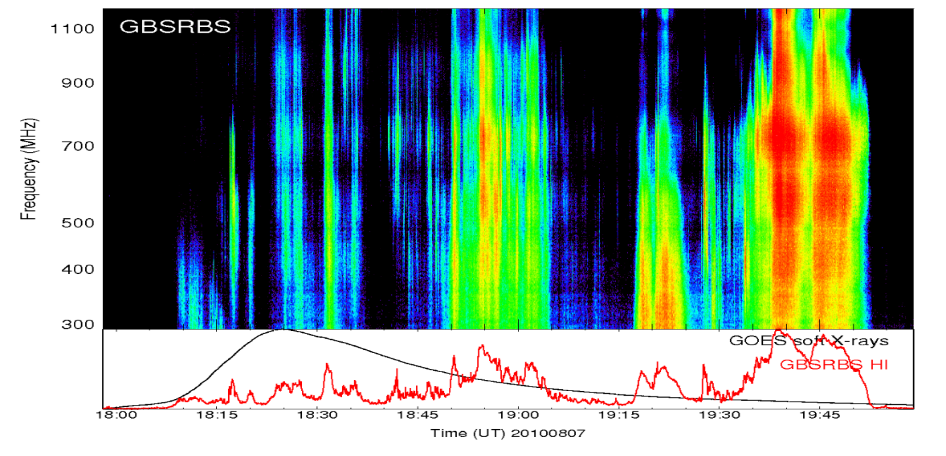 GBSRBS
1100
900
700
500
400
300
Frequency (MHz)
GOES soft X-rays
GBSRBS HI
18:00 18:15 18:30 18:45 19:00 19:15 19:30 19:45
Time (UT) 20100807